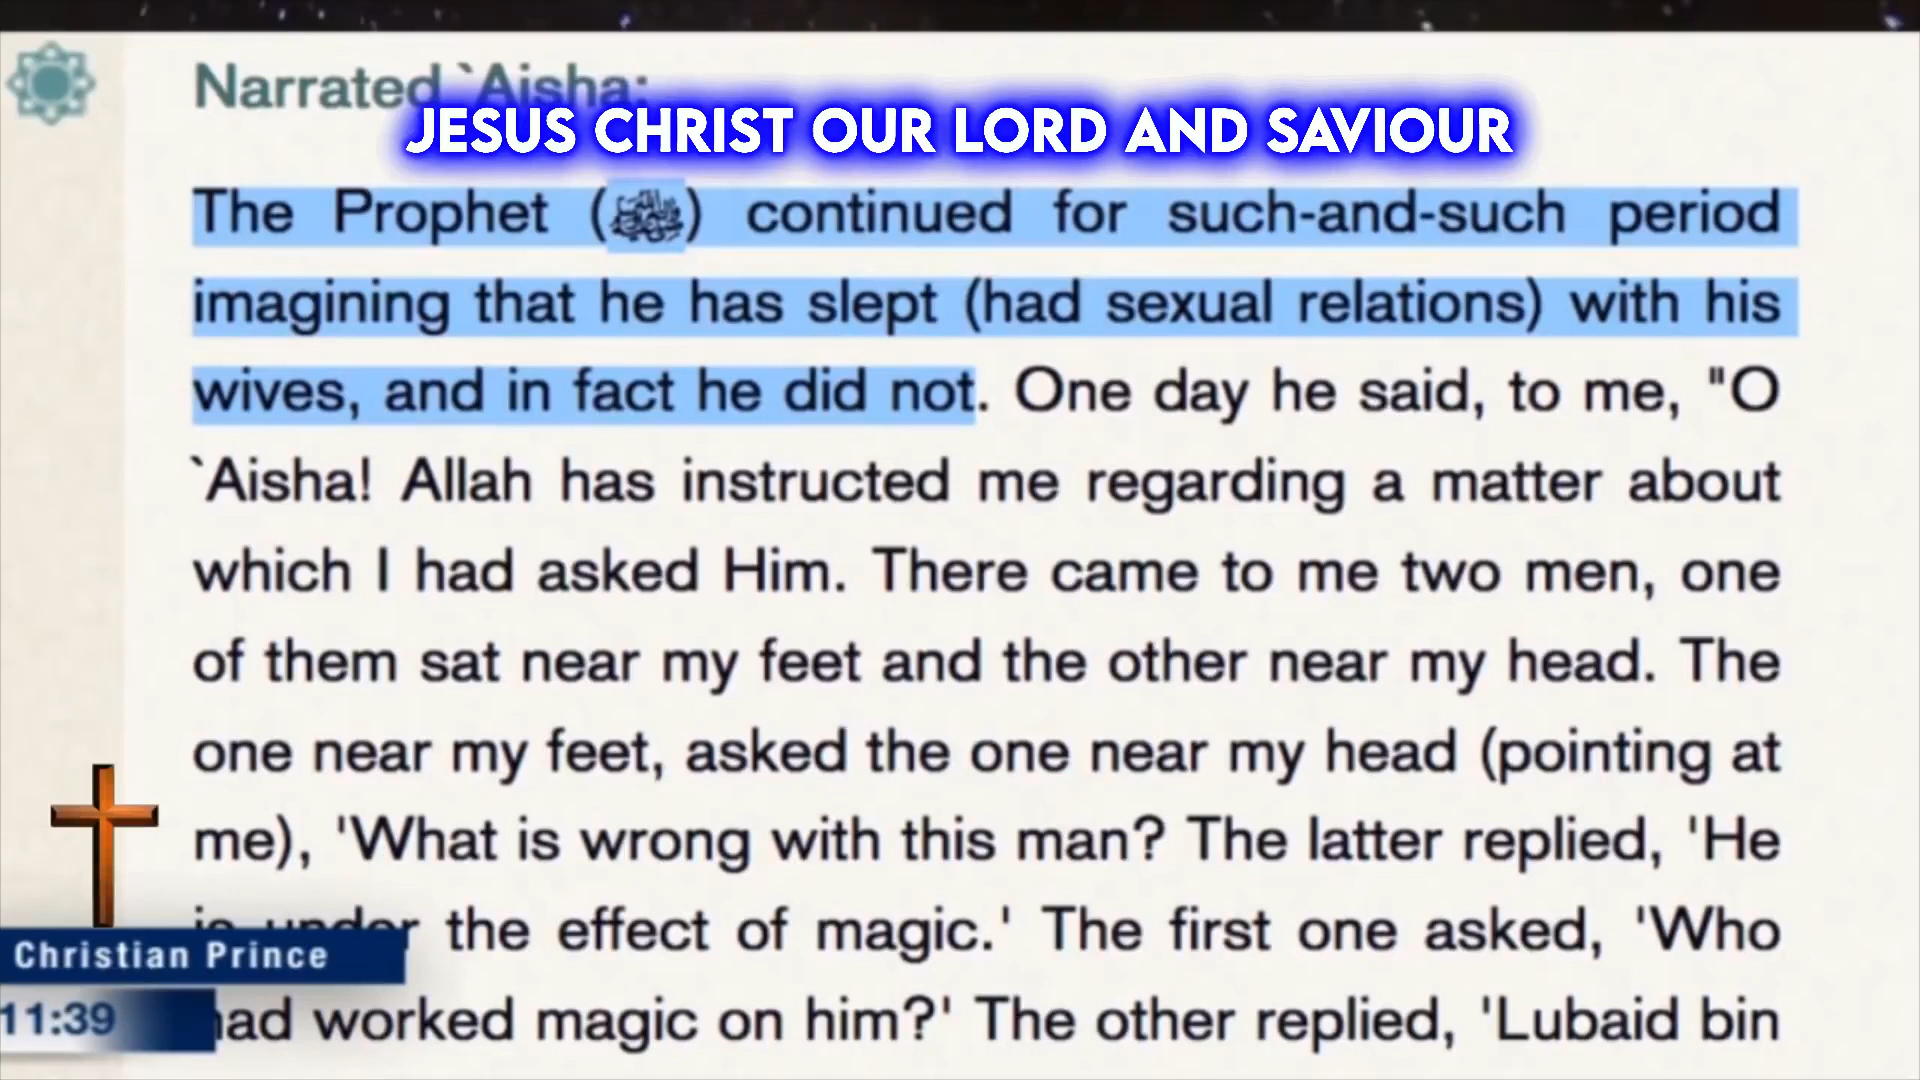 Narrated `Aisha:
JESUS CHRIST OUR LORD AND SAVIOUR
The Prophet (ﷺ) continued for such-and-such period
imagining that he has slept (had sexual relations) with his
wives, and in fact he did not. One day he said, to me, "O
`Aisha! Allah has instructed me regarding a matter about
which I had asked Him. There came to me two men, one
of them sat near my feet and the other near my head. The
one near my feet, asked the one near my head (pointing at
me), 'What is wrong with this man? The latter replied, 'He
is under the effect of magic.' The first one asked, 'Who
Christian Prince
had worked magic on him?' The other replied, 'Lubaid bin
11:39